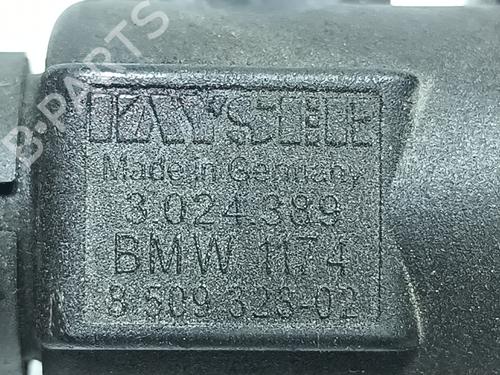 KAYSER
Made in Germany
3 024 389
BMW 1174
8 509 323-02
B-PARTS